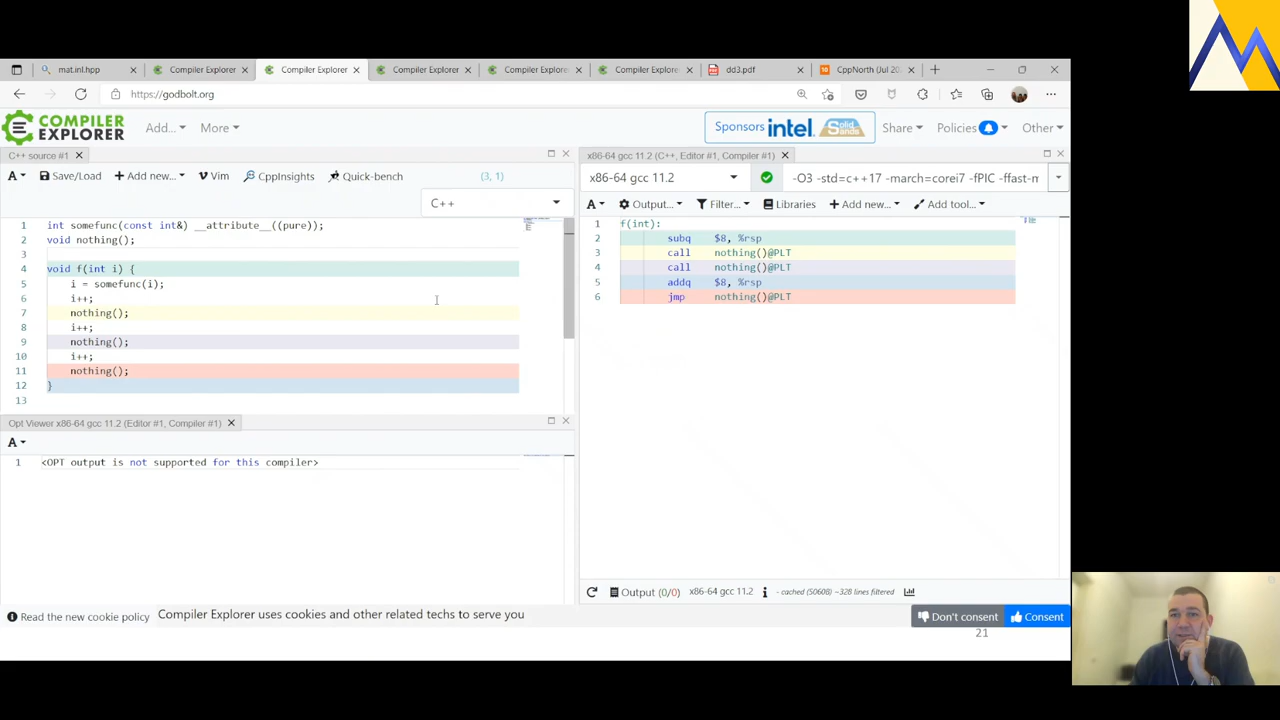 mat.inl.hpp
Compiler Explorer
Compiler Explorer
Compiler Explorer
Compiler Explorer
Compiler Explorer
dd3.pdf
CppNorth (Jul 20
https://godbolt.org
COMPILER
EXPLORER
Add...
More
Sponsors intel. Solid Sands
Share
Policies
Other
C++ source #1
A
Save/Load
+ Add new...
Vim
CppInsights
Quick-bench
(3, 1)
C++
1 int somefunc(const int&) __attribute__((pure));
2 void nothing();
3
4 void f(int i) {
5 i = somefunc(i);
6 i++;
7 nothing();
8 i++;
9 nothing();
10 i++;
11 nothing();
12 }
13
Opt Viewer x86-64 gcc 11.2 (Editor #1, Compiler #1)
A
1 <OPT output is not supported for this compiler>
x86-64 gcc 11.2 (C++, Editor #1, Compiler #1)
x86-64 gcc 11.2
-O3 -std=c++17 -march=corei7 -fPIC -ffast-m
A
Output...
Filter...
Libraries
+ Add new...
Add tool...
1 f(int):
2 subq $8, %rsp
3 call nothing()@PLT
4 call nothing()@PLT
5 addq $8, %rsp
6 jmp nothing()@PLT
Output (0/0) x86-64 gcc 11.2 i - cached (5060B) ~328 lines filtered
Read the new cookie policy
Compiler Explorer uses cookies and other related techs to serve you
Don't consent
Consent
21